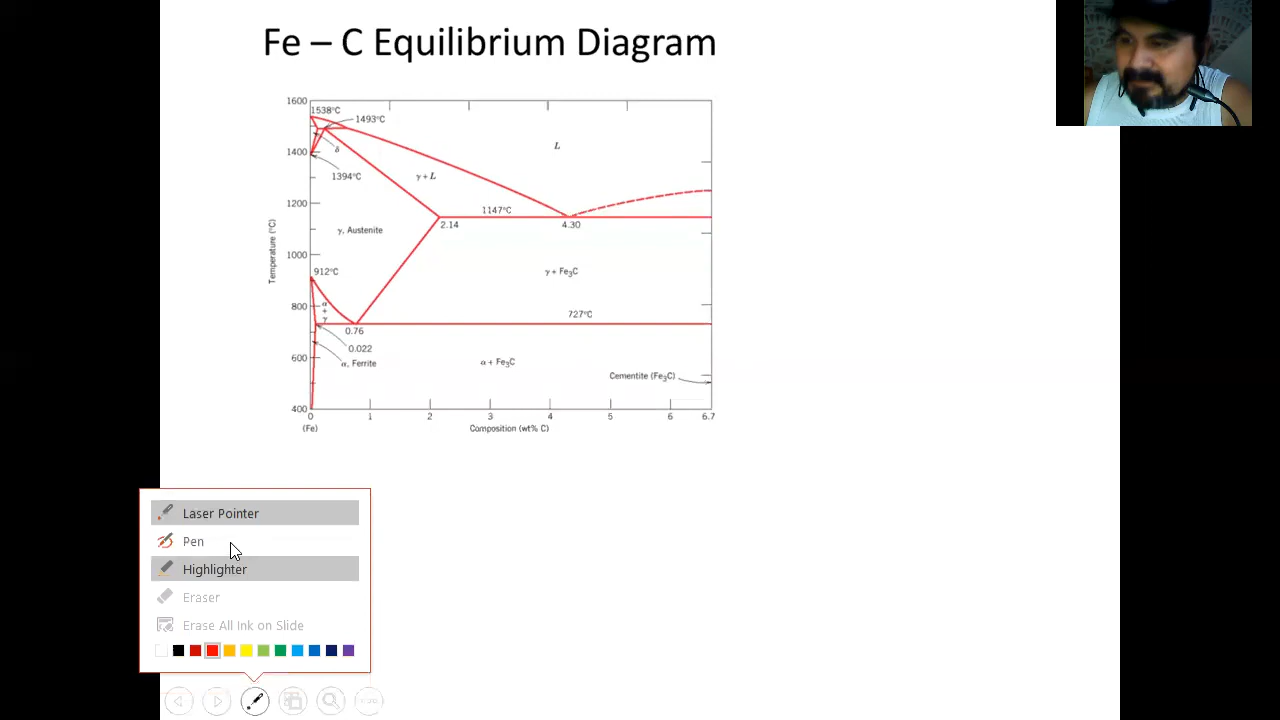 Fe – C Equilibrium Diagram
1600
1538°C
1493°C
δ
L
1400
1394°C
γ+L
1200
1147°C
2.14
4.30
γ, Austenite
Temperature (°C)
1000
912°C
γ + Fe3C
800
α
+
γ
727°C
0.76
0.022
600
α, Ferrite
α + Fe3C
Cementite (Fe3C)
400
0 1 2 3 4 5 6 6.7
(Fe)
Composition (wt% C)
Laser Pointer
Pen
Highlighter
Eraser
Erase All Ink on Slide